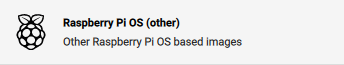 Raspberry Pi OS (other)
Other Raspberry Pi OS based images